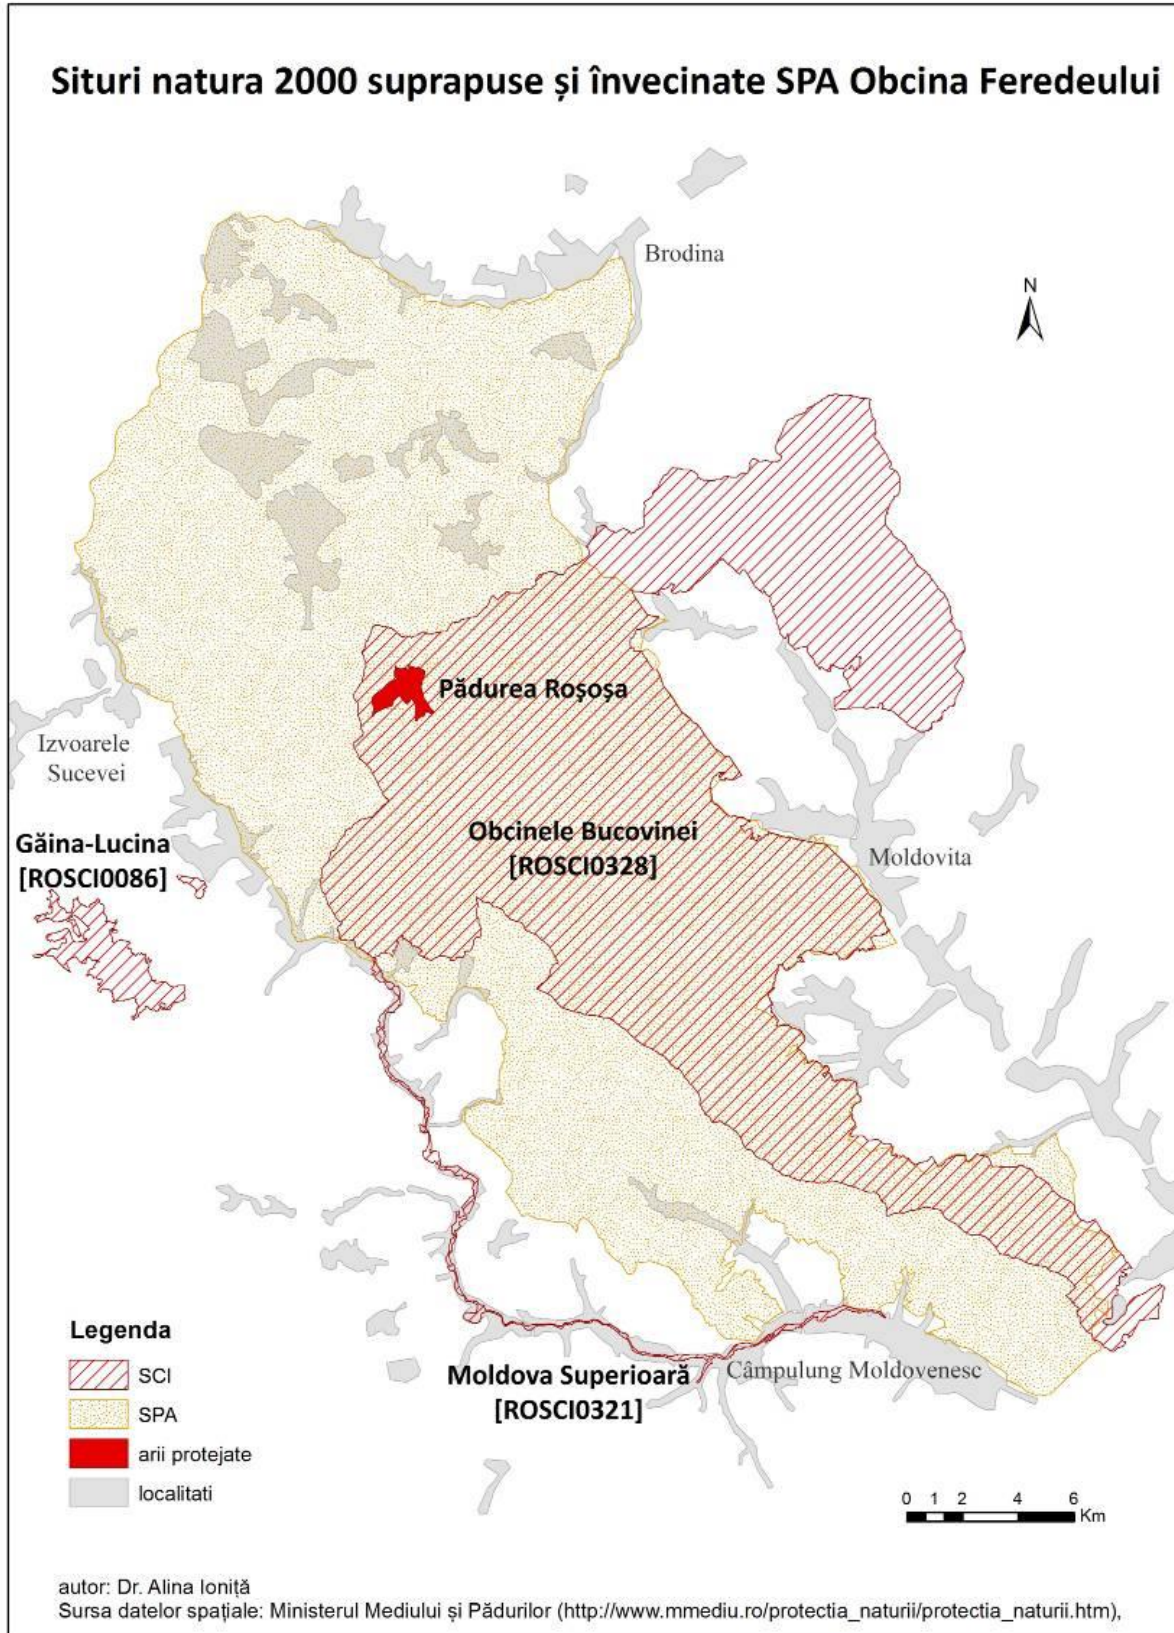 Situri natura 2000 suprapuse și învecinate SPA Obcina Feredeului
Brodina
N
Pădurea Roșoșa
Izvoarele
Sucevei
Obcinele Bucovinei
[ROSCI0328]
Găina-Lucina
[ROSCI0086]
Moldovita
Legenda
SCI
SPA
arii protejate
localitati
Moldova Superioară
[ROSCI0321]
Câmpulung Moldovenesc
0 1 2 4 6
Km
autor: Dr. Alina Ioniță
Sursa datelor spațiale: Ministerul Mediului și Pădurilor (http://www.mmediu.ro/protectia_naturii/protectia_naturii.htm),